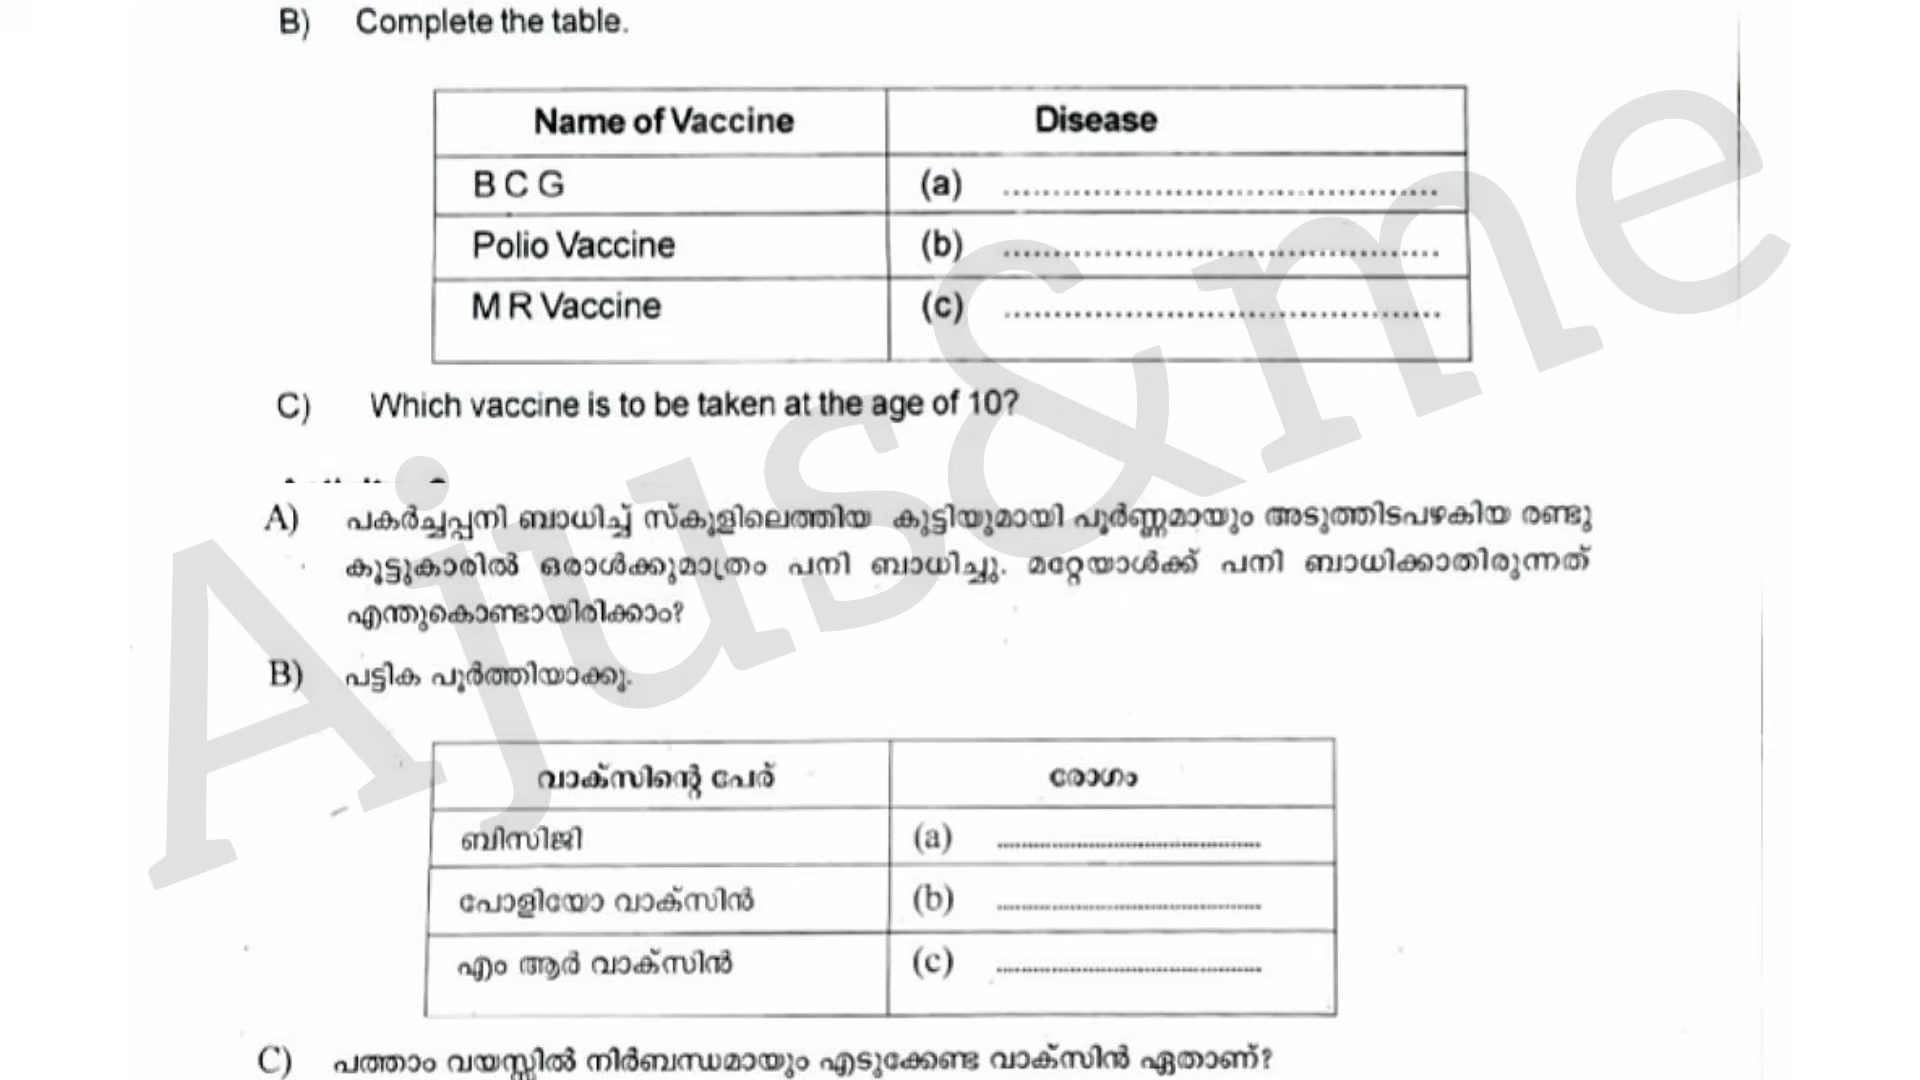 B) Complete the table.
Name of Vaccine Disease
B C G (a) ............................................
Polio Vaccine (b) ............................................
M R Vaccine (c) ............................................
C) Which vaccine is to be taken at the age of 10?
A) പകർച്ചപ്പനി ബാധിച്ച് സ്കൂളിലെത്തിയ കുട്ടിയുമായി പൂർണ്ണമായും അടുത്തിടപഴകിയ രണ്ടു
കൂട്ടുകാരിൽ ഒരാൾക്കുമാത്രം പനി ബാധിച്ചു. മറ്റേയാൾക്ക് പനി ബാധിക്കാതിരുന്നത്
എന്തുകൊണ്ടായിരിക്കാം?
B) പട്ടിക പൂർത്തിയാക്കൂ.
വാക്സിന്റെ പേര് രോഗം
ബിസിജി (a) ............................................
പോളിയോ വാക്സിൻ (b) ............................................
എം ആർ വാക്സിൻ (c) ............................................
C) പത്താം വയസ്സിൽ നിർബന്ധമായും എടുക്കേണ്ട വാക്സിൻ ഏതാണ്?
Ajus&me